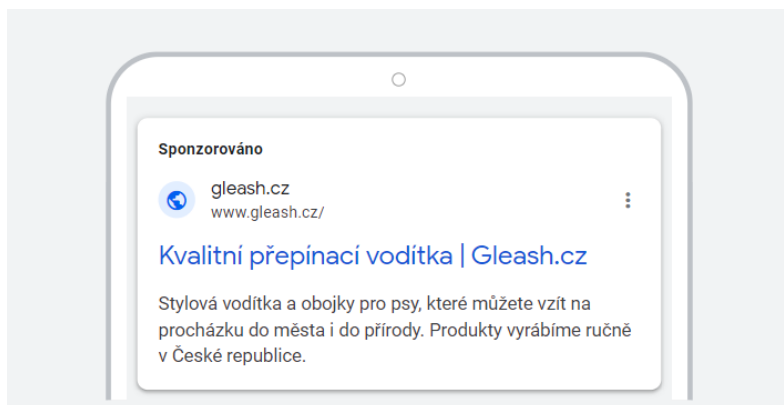 Sponzorováno
gleash.cz
www.gleash.cz/
Kvalitní přepínací vodítka | Gleash.cz
Stylová vodítka a obojky pro psy, které můžete vzít na
procházku do města i do přírody. Produkty vyrábíme ručně
v České republice.